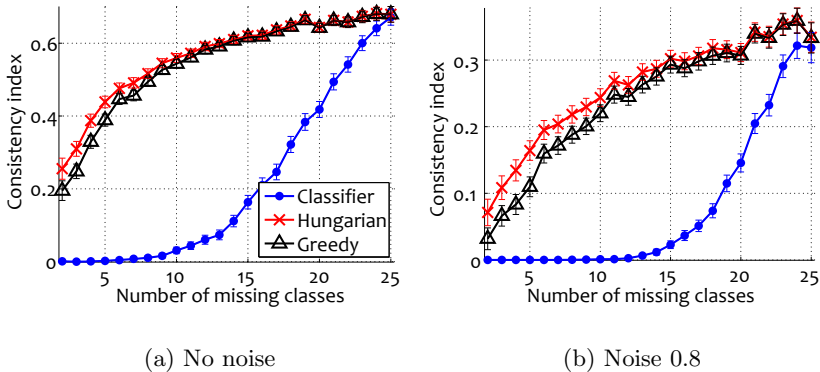 0.6
0.4
0.2
0
5
10
15
20
25
Consistency index
Number of missing classes
Classifier
Hungarian
Greedy
(a) No noise
0.3
0.2
0.1
0
5
10
15
20
25
Consistency index
Number of missing classes
(b) Noise 0.8